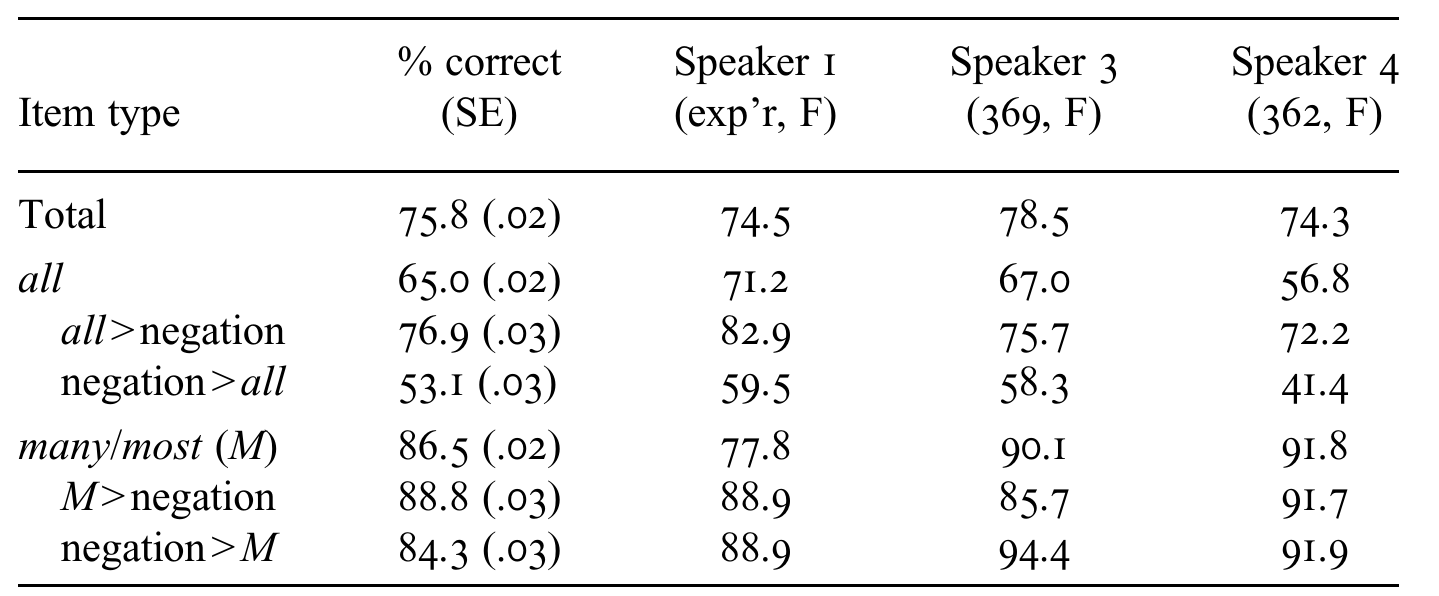 % correct Speaker 1 Speaker 3 Speaker 4
Item type (SE) (exp’r, F) (369, F) (362, F)
Total 75.8 (.02) 74.5 78.5 74.3
all 65.0 (.02) 71.2 67.0 56.8
all>negation 76.9 (.03) 82.9 75.7 72.2
negation>all 53.1 (.03) 59.5 58.3 41.4
many/most (M) 86.5 (.02) 77.8 90.1 91.8
M>negation 88.8 (.03) 88.9 85.7 91.7
negation>M 84.3 (.03) 88.9 94.4 91.9